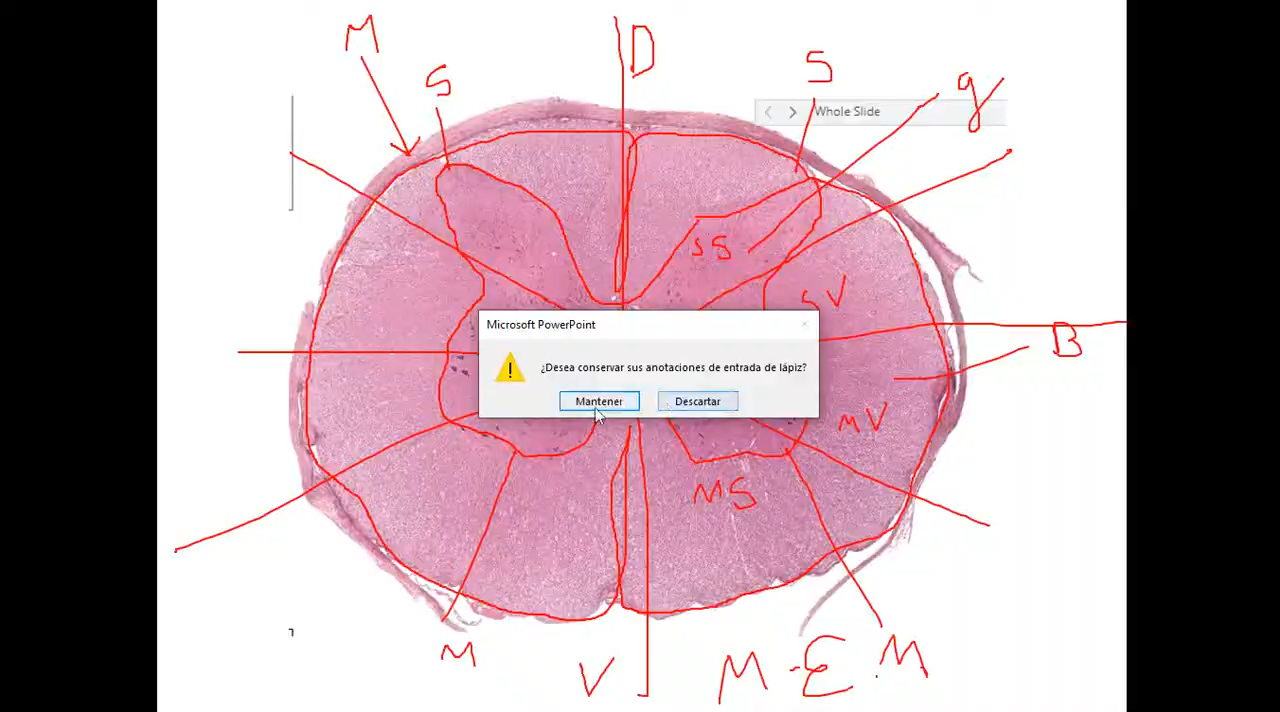 M
D
S
S
g
Whole Slide
SS
SV
B
Microsoft PowerPoint
¿Desea conservar sus anotaciones de entrada de lápiz?
Mantener
Descartar
MV
MS
M
V
M-E.M